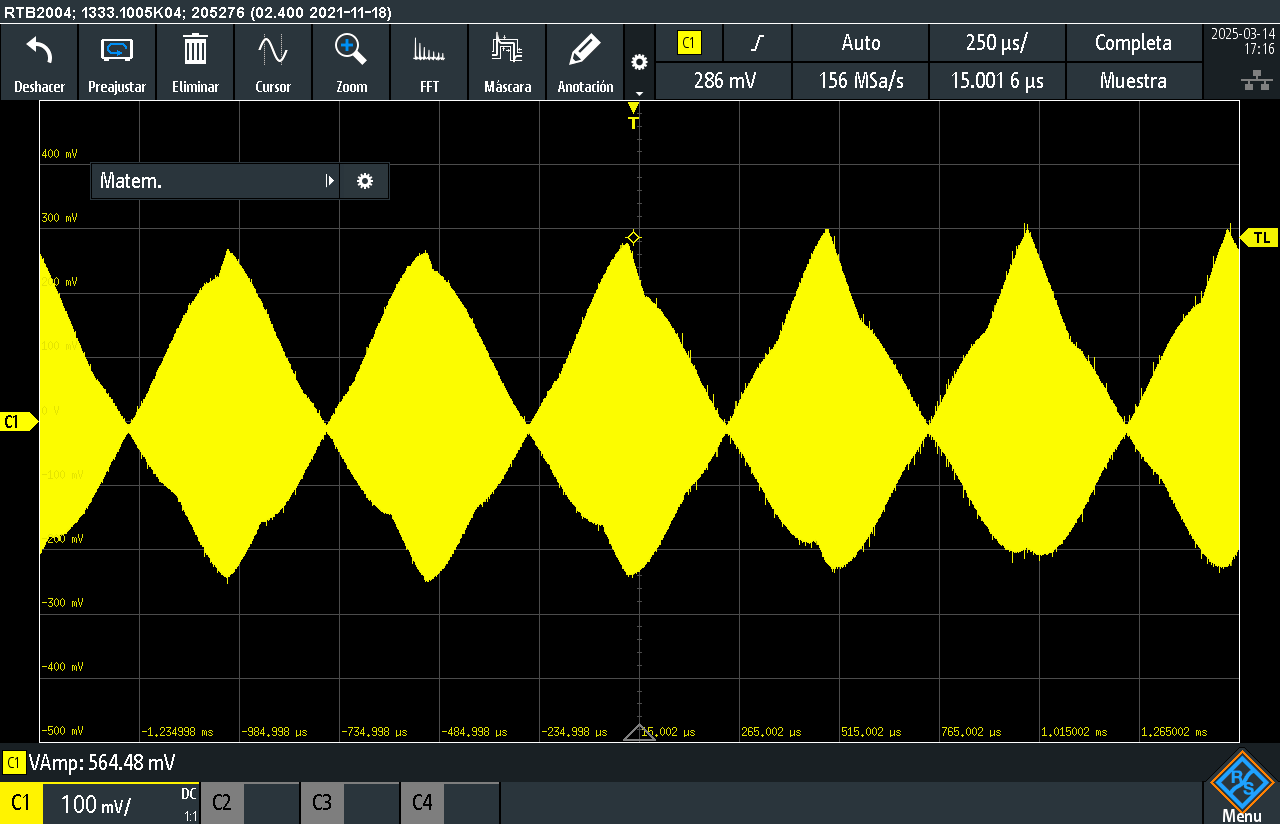 RTB2004; 1333.1005K04; 205276 (02.400 2021-11-18)
Deshacer
Preajustar
Eliminar
Cursor
Zoom
FFT
Máscara
Anotación
C1
Auto
250 µs/
Completa
286 mV
156 MSa/s
15.001 6 µs
Muestra
2025-03-14
17:16
T
400 mV
Matem.
300 mV
TL
200 mV
100 mV
0 V
C1
-100 mV
-200 mV
-300 mV
-400 mV
-500 mV
-1.234998 ms
-984.998 µs
-734.998 µs
-484.998 µs
-234.998 µs
15.002 µs
265.002 µs
515.002 µs
765.002 µs
1.015002 ms
1.265002 ms
C1 VAmp: 564.48 mV
C1
100 mV/
DC
1:1
C2
C3
C4
R S
Menu